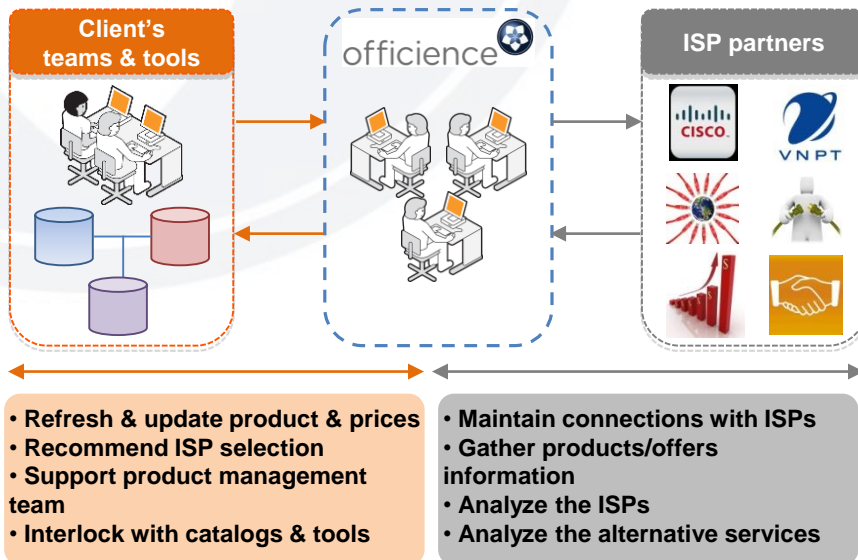 Client's
teams & tools
officience
ISP partners
CISCO
VNPT
S
S
• Refresh & update product & prices
• Recommend ISP selection
• Support product management
team
• Interlock with catalogs & tools
• Maintain connections with ISPs
• Gather products/offers
information
• Analyze the ISPs
• Analyze the alternative services